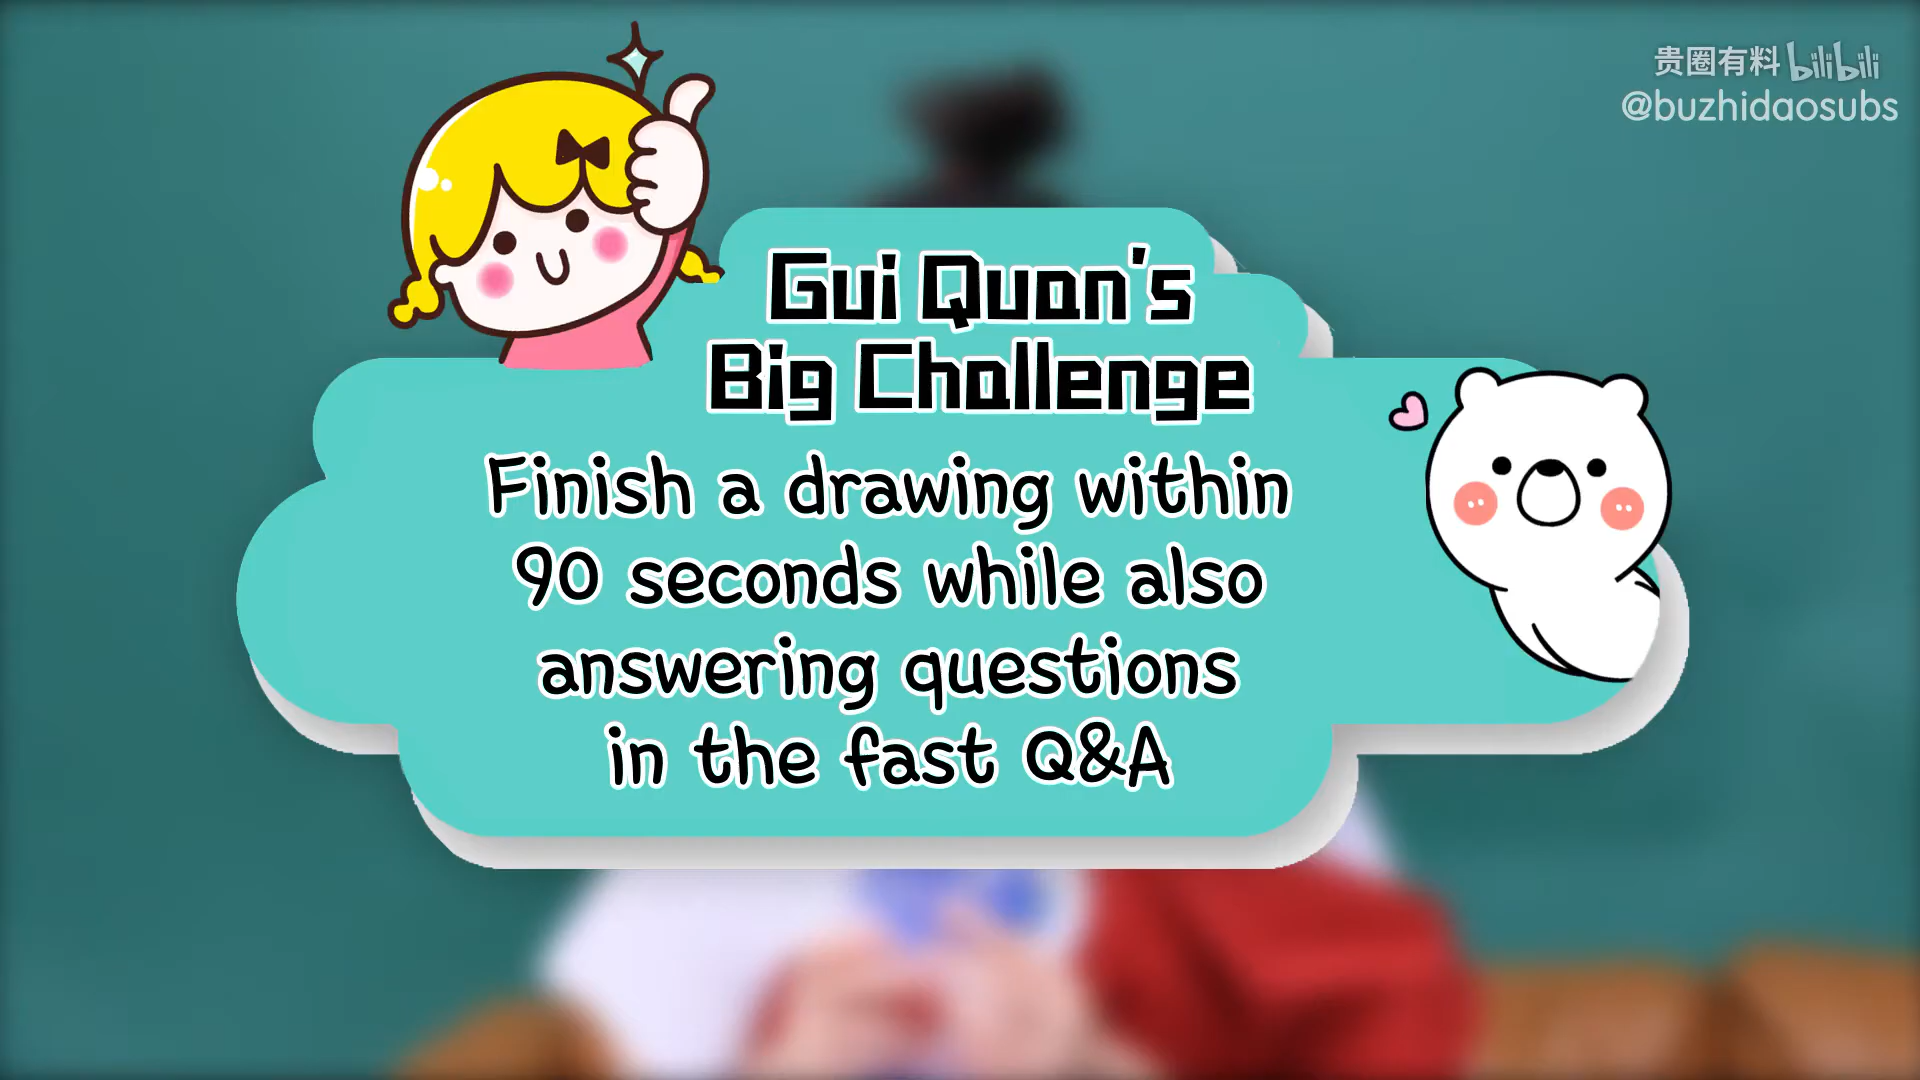 贵圈有料 bilibili
@buzhidaosubs
Gui Quan's
Big Challenge
Finish a drawing within
90 seconds while also
answering questions
in the fast Q&A